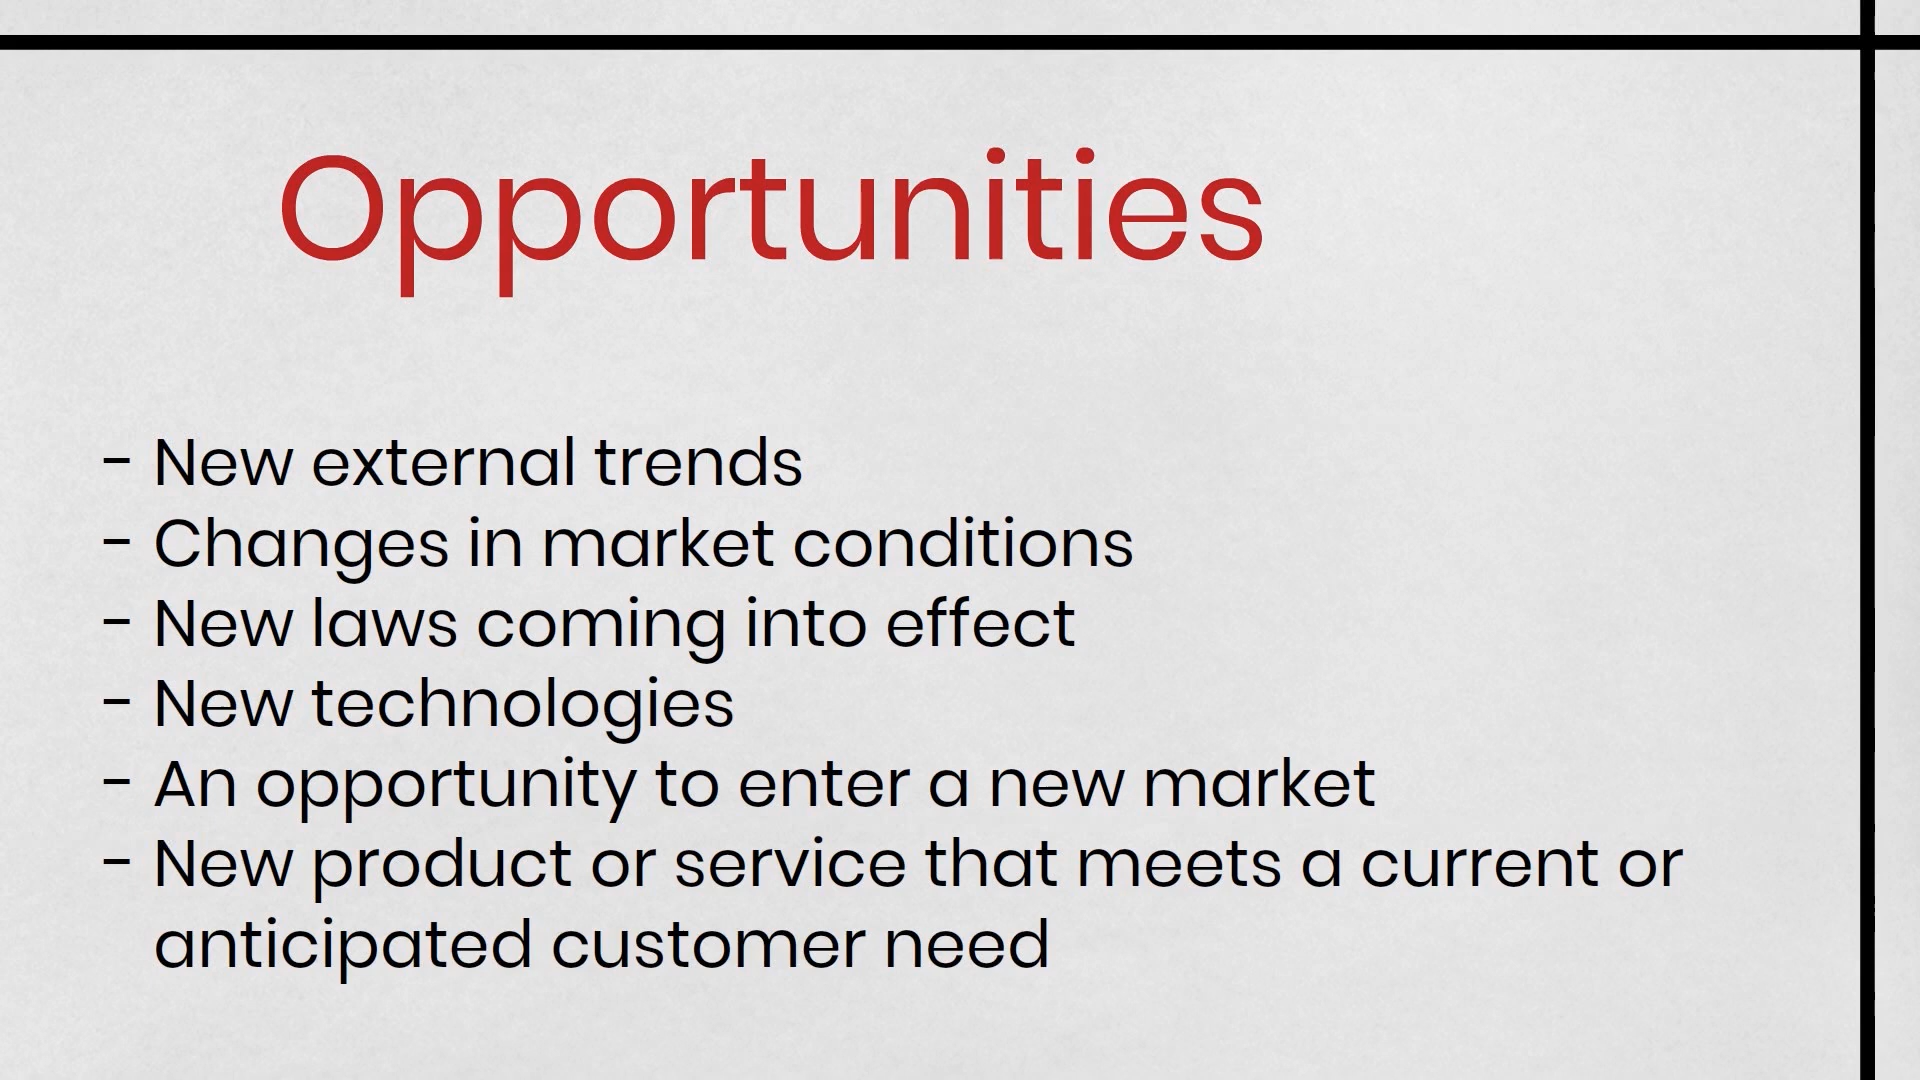 Opportunities
- New external trends
- Changes in market conditions
- New laws coming into effect
- New technologies
- An opportunity to enter a new market
- New product or service that meets a current or
anticipated customer need